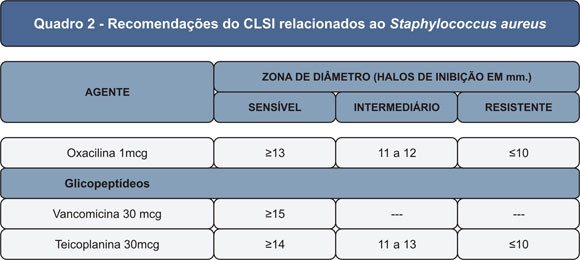 Quadro 2 - Recomendações do CLSI relacionados ao Staphylococcus aureus
AGENTE
ZONA DE DIÂMETRO (HALOS DE INIBIÇÃO EM mm.)
SENSÍVEL INTERMEDIÁRIO RESISTENTE
Oxacilina 1mcg ≥13 11 a 12 ≤10
Glicopeptídeos
Vancomicina 30 mcg ≥15 --- ---
Teicoplanina 30mcg ≥14 11 a 13 ≤10